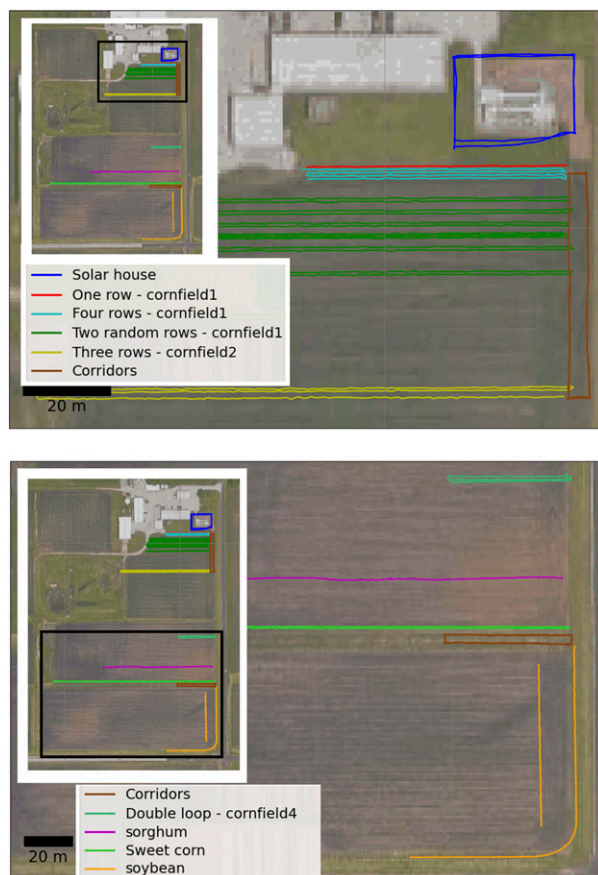 Solar house
One row - cornfield1
Four rows - cornfield1
Two random rows - cornfield1
Three rows - cornfield2
Corridors
20 m
Corridors
Double loop - cornfield4
sorghum
Sweet corn
soybean
20 m